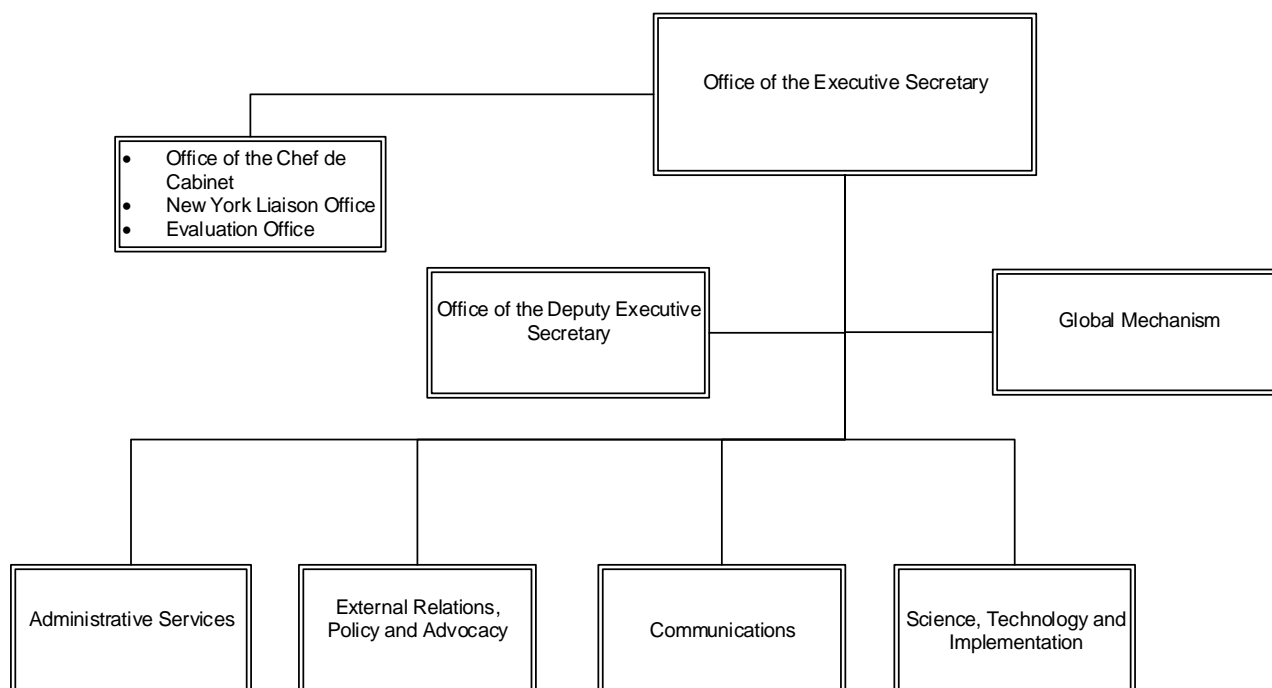 Office of the Executive Secretary
• Office of the Chef de
Cabinet
• New York Liaison Office
• Evaluation Office
Office of the Deputy Executive
Secretary
Global Mechanism
Administrative Services
External Relations,
Policy and Advocacy
Communications
Science, Technology and
Implementation